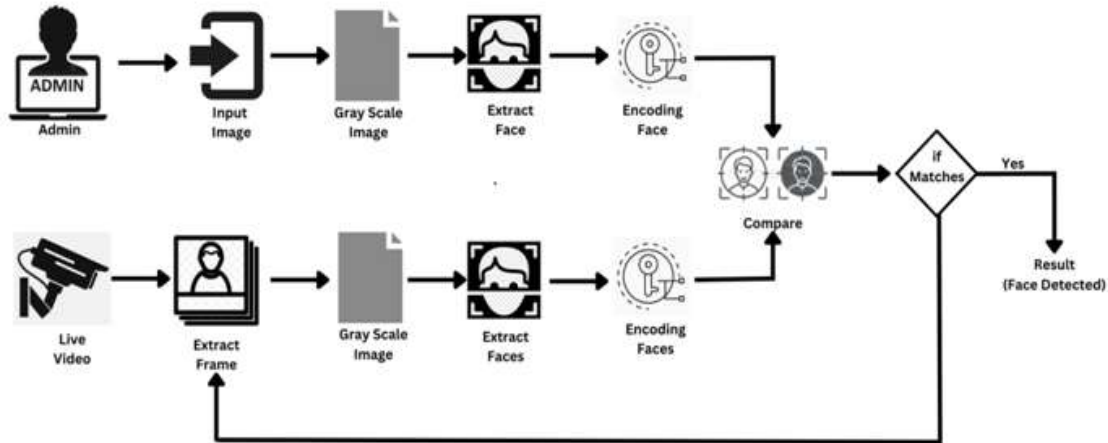 ADMIN
Admin
Input
Image
Gray Scale
Image
Extract
Face
Encoding
Face
Compare
if
Matches
Yes
Result
(Face Detected)
Live
Video
Extract
Frame
Gray Scale
Image
Extract
Faces
Encoding
Faces